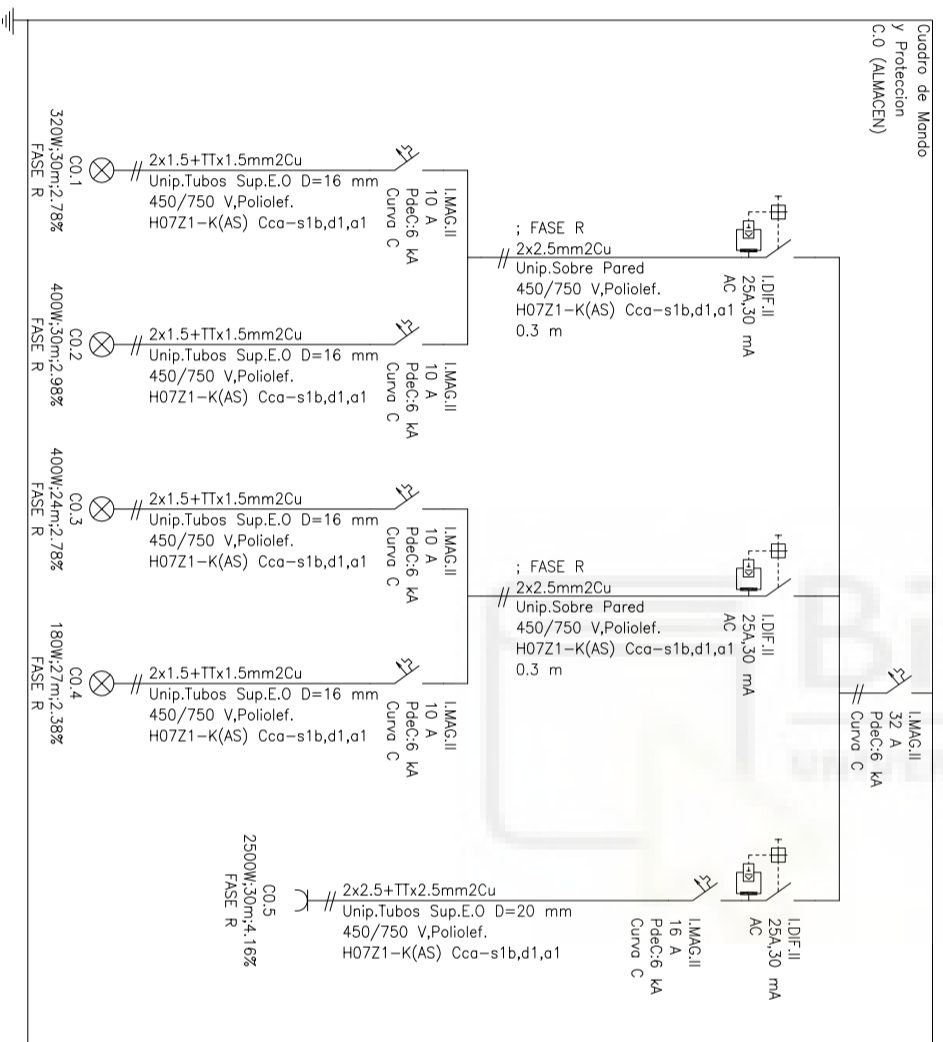 Cuadro de Mando
y Proteccion
C.0 (ALMACEN)
I.MAG.II
32 A
PdeC:6 kA
Curva C
I.DIF.II
25A,30 mA
AC
; FASE R
2x2.5mm2Cu
Unip.Sobre Pared
450/750 V,Poliolef.
H07Z1-K(AS) Cca-s1b,d1,a1
0.3 m
I.MAG.II
10 A
PdeC:6 kA
Curva C
2x1.5+TTx1.5mm2Cu
Unip.Tubos Sup.E.O D=16 mm
450/750 V,Poliolef.
H07Z1-K(AS) Cca-s1b,d1,a1
C0.1
320W;30m;2.78%
FASE R
I.MAG.II
10 A
PdeC:6 kA
Curva C
2x1.5+TTx1.5mm2Cu
Unip.Tubos Sup.E.O D=16 mm
450/750 V,Poliolef.
H07Z1-K(AS) Cca-s1b,d1,a1
C0.2
400W;30m;2.98%
FASE R
I.DIF.II
25A,30 mA
AC
; FASE R
2x2.5mm2Cu
Unip.Sobre Pared
450/750 V,Poliolef.
H07Z1-K(AS) Cca-s1b,d1,a1
0.3 m
I.MAG.II
10 A
PdeC:6 kA
Curva C
2x1.5+TTx1.5mm2Cu
Unip.Tubos Sup.E.O D=16 mm
450/750 V,Poliolef.
H07Z1-K(AS) Cca-s1b,d1,a1
C0.3
400W;24m;2.78%
FASE R
I.MAG.II
10 A
PdeC:6 kA
Curva C
2x1.5+TTx1.5mm2Cu
Unip.Tubos Sup.E.O D=16 mm
450/750 V,Poliolef.
H07Z1-K(AS) Cca-s1b,d1,a1
C0.4
180W;27m;2.38%
FASE R
I.DIF.II
25A,30 mA
AC
I.MAG.II
16 A
PdeC:6 kA
Curva C
2x2.5+TTx2.5mm2Cu
Unip.Tubos Sup.E.O D=20 mm
450/750 V,Poliolef.
H07Z1-K(AS) Cca-s1b,d1,a1
C0.5
2500W;30m;4.16%
FASE R